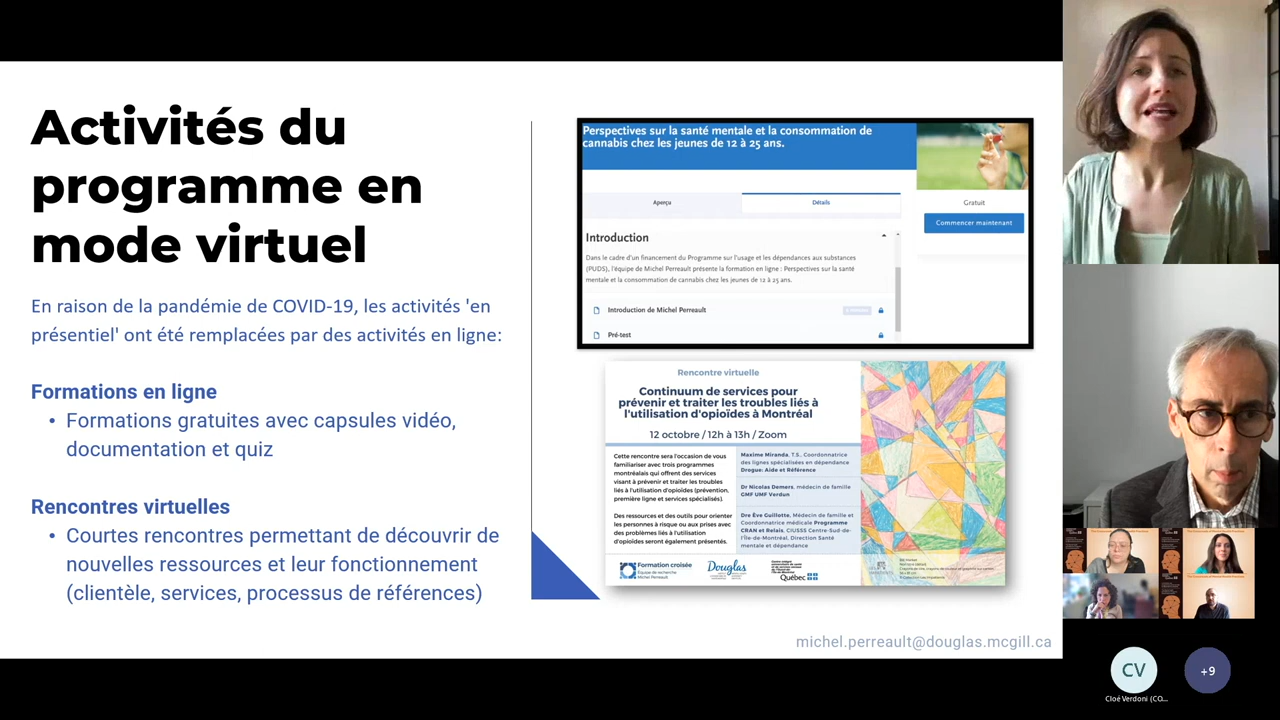 Activités du
programme en
mode virtuel
En raison de la pandémie de COVID-19, les activités 'en
présentiel' ont été remplacées par des activités en ligne:
Formations en ligne
• Formations gratuites avec capsules vidéo,
documentation et quiz
Rencontres virtuelles
• Courtes rencontres permettant de découvrir de
nouvelles ressources et leur fonctionnement
(clientèle, services, processus de références)
Perspectives sur la santé mentale et la consommation de
cannabis chez les jeunes de 12 à 25 ans.
Aperçu
Détails
Gratuit
Commencer maintenant
Introduction
Dans le cadre d'un financement du Programme sur l'usage et les dépendances aux substances
(PUDS), l'équipe de Michel Perreault présente la formation en ligne : Perspectives sur la santé
mentale et la consommation de cannabis chez les jeunes de 12 à 25 ans.
Introduction de Michel Perreault
Pré-test
Rencontre virtuelle
Continuum de services pour
prévenir et traiter les troubles liés à
l'utilisation d'opioïdes à Montréal
12 octobre / 12h à 13h / Zoom
Cette rencontre sera l'occasion de vous
familiariser avec trois programmes
montréalais qui offrent des services
visant à prévenir et traiter les troubles
liés à l'utilisation d'opioïdes (prévention,
première ligne et services spécialisés).
Des ressources et des outils pour orienter
les personnes à risque ou aux prises avec
des problèmes liés à l'utilisation
d'opioïdes seront également présentés.
Maxime Miranda, T.S., Coordonnatrice
des lignes spécialisées en dépendance
Drogue: Aide et Référence
Dr Nicolas Demers, médecin de famille
GMF UMF Verdun
Dre Ève Guillotte, Médecin de famille et
Coordonnatrice médicale Programme
CRAN et Relais, CIUSSS Centre-Sud-de-
l'Île-de-Montréal, Direction Santé
mentale et dépendance
Formation croisée
Équipe de recherche
Michel Perreault
Douglas
Québec
michel.perreault@douglas.mcgill.ca
CV
+9
Cloé Verdoni (CO...